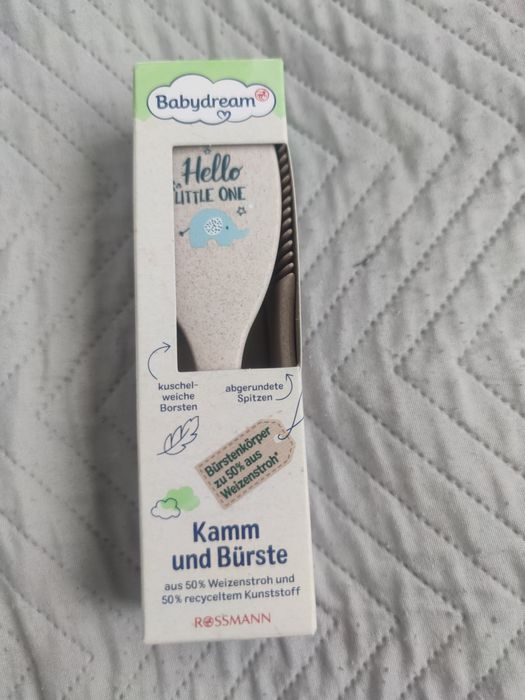 Babydream
Hello
LITTLE ONE
kuschel-
weiche
Borsten
abgerundete
Spitzen
Bürstenkörper
zu 50% aus
Weizenstroh*
Kamm
und Bürste
aus 50% Weizenstroh und
50% recyceltem Kunststoff
ROSSMANN